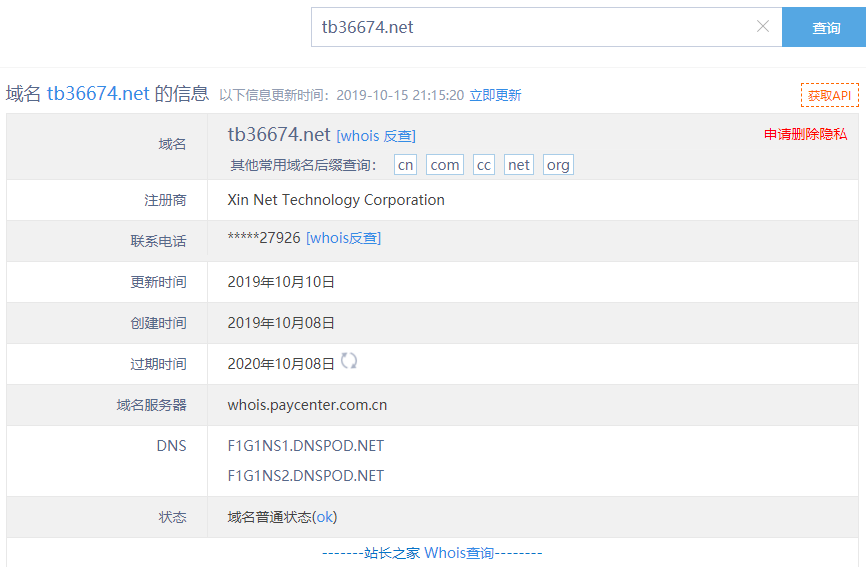 tb36674.net
查询
域名 tb36674.net 的信息 以下信息更新时间：2019-10-15 21:15:20 立即更新 获取API
域名 tb36674.net [whois 反查] 申请删除隐私
其他常用域名后缀查询： cn com cc net org
注册商 Xin Net Technology Corporation
联系电话 *****27926 [whois反查]
更新时间 2019年10月10日
创建时间 2019年10月08日
过期时间 2020年10月08日
域名服务器 whois.paycenter.com.cn
DNS F1G1NS1.DNSPOD.NET
F1G1NS2.DNSPOD.NET
状态 域名普通状态(ok)
-------站长之家 Whois查询--------